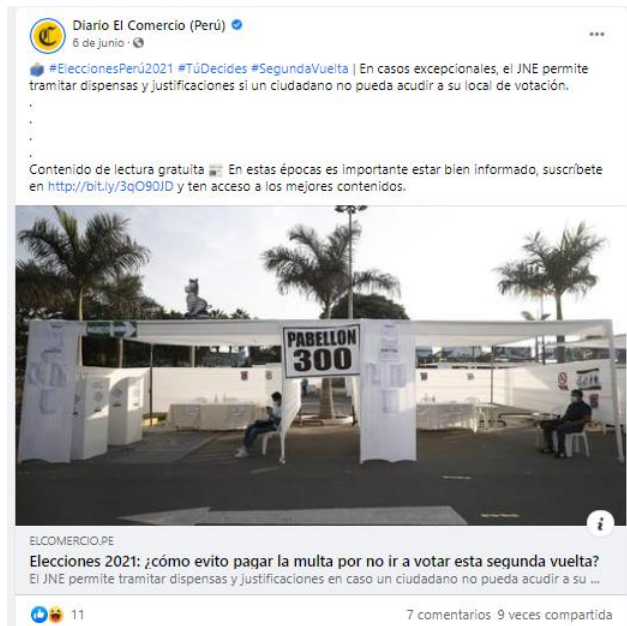 Diario El Comercio (Perú)
6 de junio ·
#EleccionesPerú2021 #TúDecides #SegundaVuelta | En casos excepcionales, el JNE permite
tramitar dispensas y justificaciones si un ciudadano no pueda acudir a su local de votación.
.
.
.
.
Contenido de lectura gratuita En estas épocas es importante estar bien informado, suscríbete
en http://bit.ly/3qO90JD y ten acceso a los mejores contenidos.
INGRESO
PABELLON
300
ELCOMERCIO.PE
Elecciones 2021: ¿cómo evito pagar la multa por no ir a votar esta segunda vuelta?
El JNE permite tramitar dispensas y justificaciones en caso un ciudadano no pueda acudir a su ...
11
7 comentarios 9 veces compartida